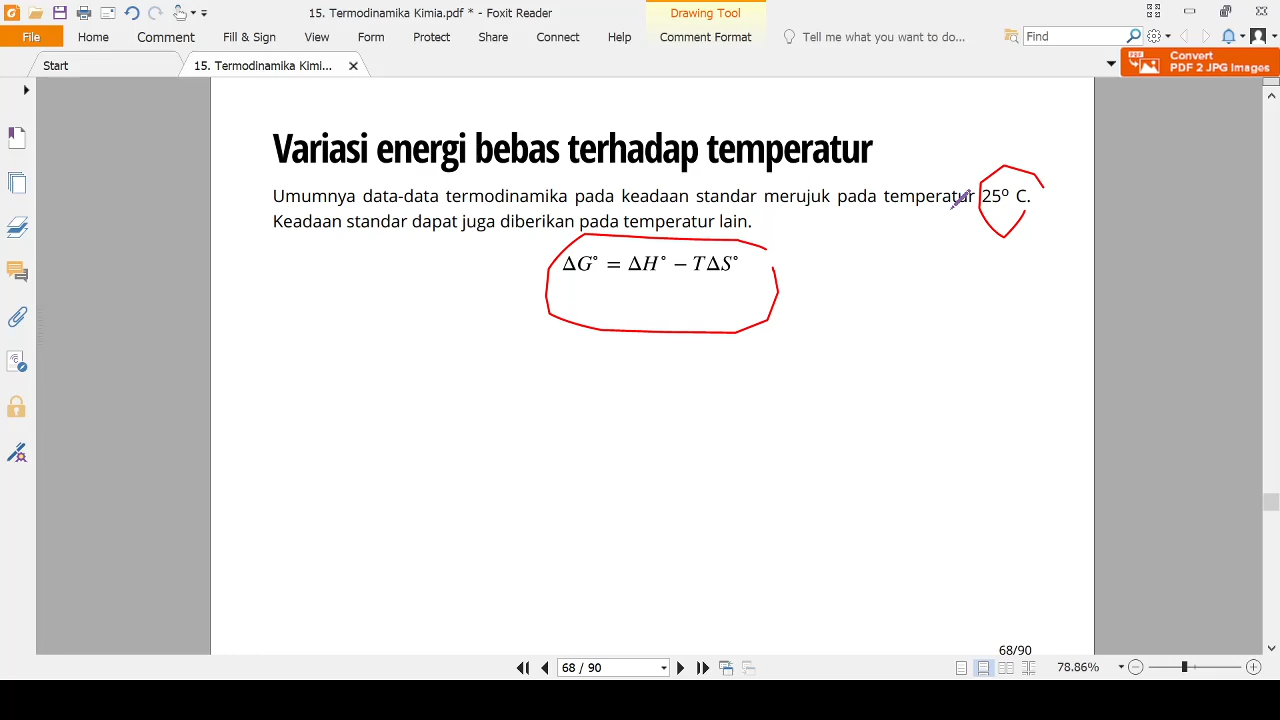 15. Termodinamika Kimia.pdf * - Foxit Reader
Drawing Tool
File Home Comment Fill & Sign View Form Protect Share Connect Help Comment Format Tell me what you want to do... Find
Start
15. Termodinamika Kimi...
Convert
PDF 2 JPG Images
Variasi energi bebas terhadap temperatur
Umumnya data-data termodinamika pada keadaan standar merujuk pada temperatur 25º C.
Keadaan standar dapat juga diberikan pada temperatur lain.
ΔG° = ΔH° − TΔS°
68/90
68 / 90
78.86%